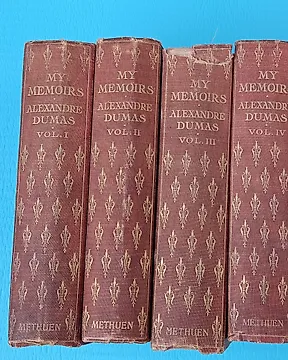 MY
MEMOIRS
ALEXANDRE
DUMAS
VOL. I
METHUEN
MY
MEMOIRS
ALEXANDRE
DUMAS
VOL. II
METHUEN
MY
MEMOIRS
ALEXANDRE
DUMAS
VOL. III
METHUEN
MY
MEMOIRS
ALEXANDRE
DUMAS
VOL. IV
METHUEN